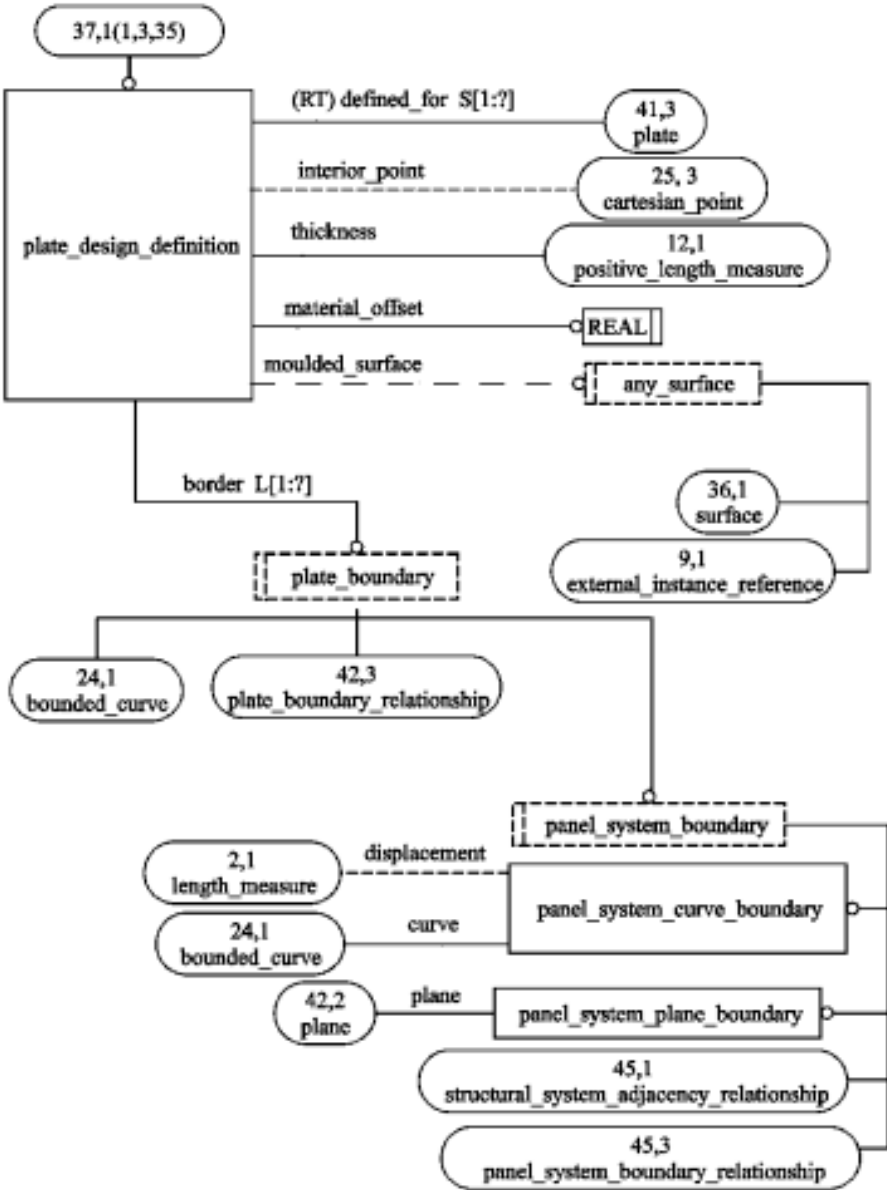 37,1(1,3,35)
(RT) defined_for S[1:?]
41,3
plate
interior_point
25, 3
cartesian_point
plate_design_definition
thickness
12,1
positive_length_measure
material_offset
REAL
moulded_surface
any_surface
border L[1:?]
36,1
surface
9,1
external_instance_reference
plate_boundary
24,1
bounded_curve
42,3
plate_boundary_relationship
panel_system_boundary
displacement
2,1
length_measure
panel_system_curve_boundary
curve
24,1
bounded_curve
plane
42,2
plane
panel_system_plane_boundary
45,1
structural_system_adjacency_relationship
45,3
panel_system_boundary_relationship